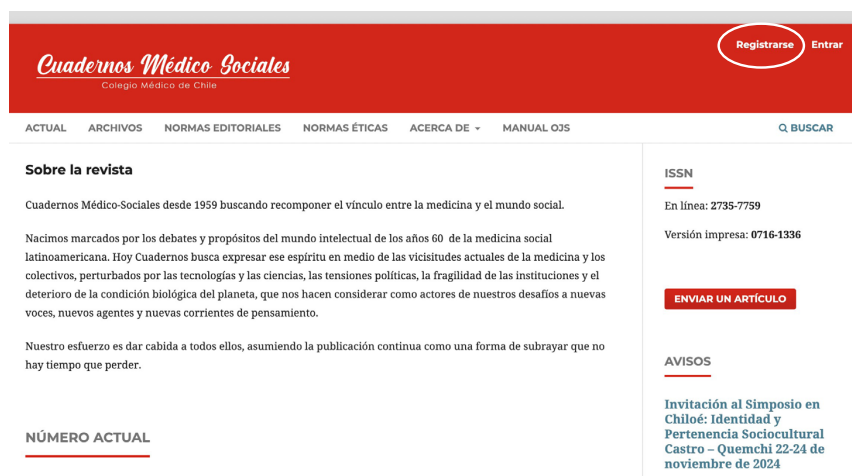 Registrarse Entrar
Cuadernos Médico Sociales
Colegio Médico de Chile
ACTUAL ARCHIVOS NORMAS EDITORIALES NORMAS ÉTICAS ACERCA DE MANUAL OJS BUSCAR
Sobre la revista
Cuadernos Médico-Sociales desde 1959 buscando recomponer el vínculo entre la medicina y el mundo social.
Nacimos marcados por los debates y propósitos del mundo intelectual de los años 60 de la medicina social
latinoamericana. Hoy Cuadernos busca expresar ese espíritu en medio de las vicisitudes actuales de la medicina y los
colectivos, perturbados por las tecnologías y las ciencias, las tensiones políticas, la fragilidad de las instituciones y el
deterioro de la condición biológica del planeta, que nos hacen considerar como actores de nuestros desafíos a nuevas
voces, nuevos agentes y nuevas corrientes de pensamiento.
Nuestro esfuerzo es dar cabida a todos ellos, asumiendo la publicación continua como una forma de subrayar que no
hay tiempo que perder.
NÚMERO ACTUAL
ISSN
En línea: 2735-7759
Versión impresa: 0716-1336
ENVIAR UN ARTÍCULO
AVISOS
Invitación al Simposio en
Chiloé: Identidad y
Pertenencia Sociocultural
Castro – Quemchi 22-24 de
noviembre de 2024